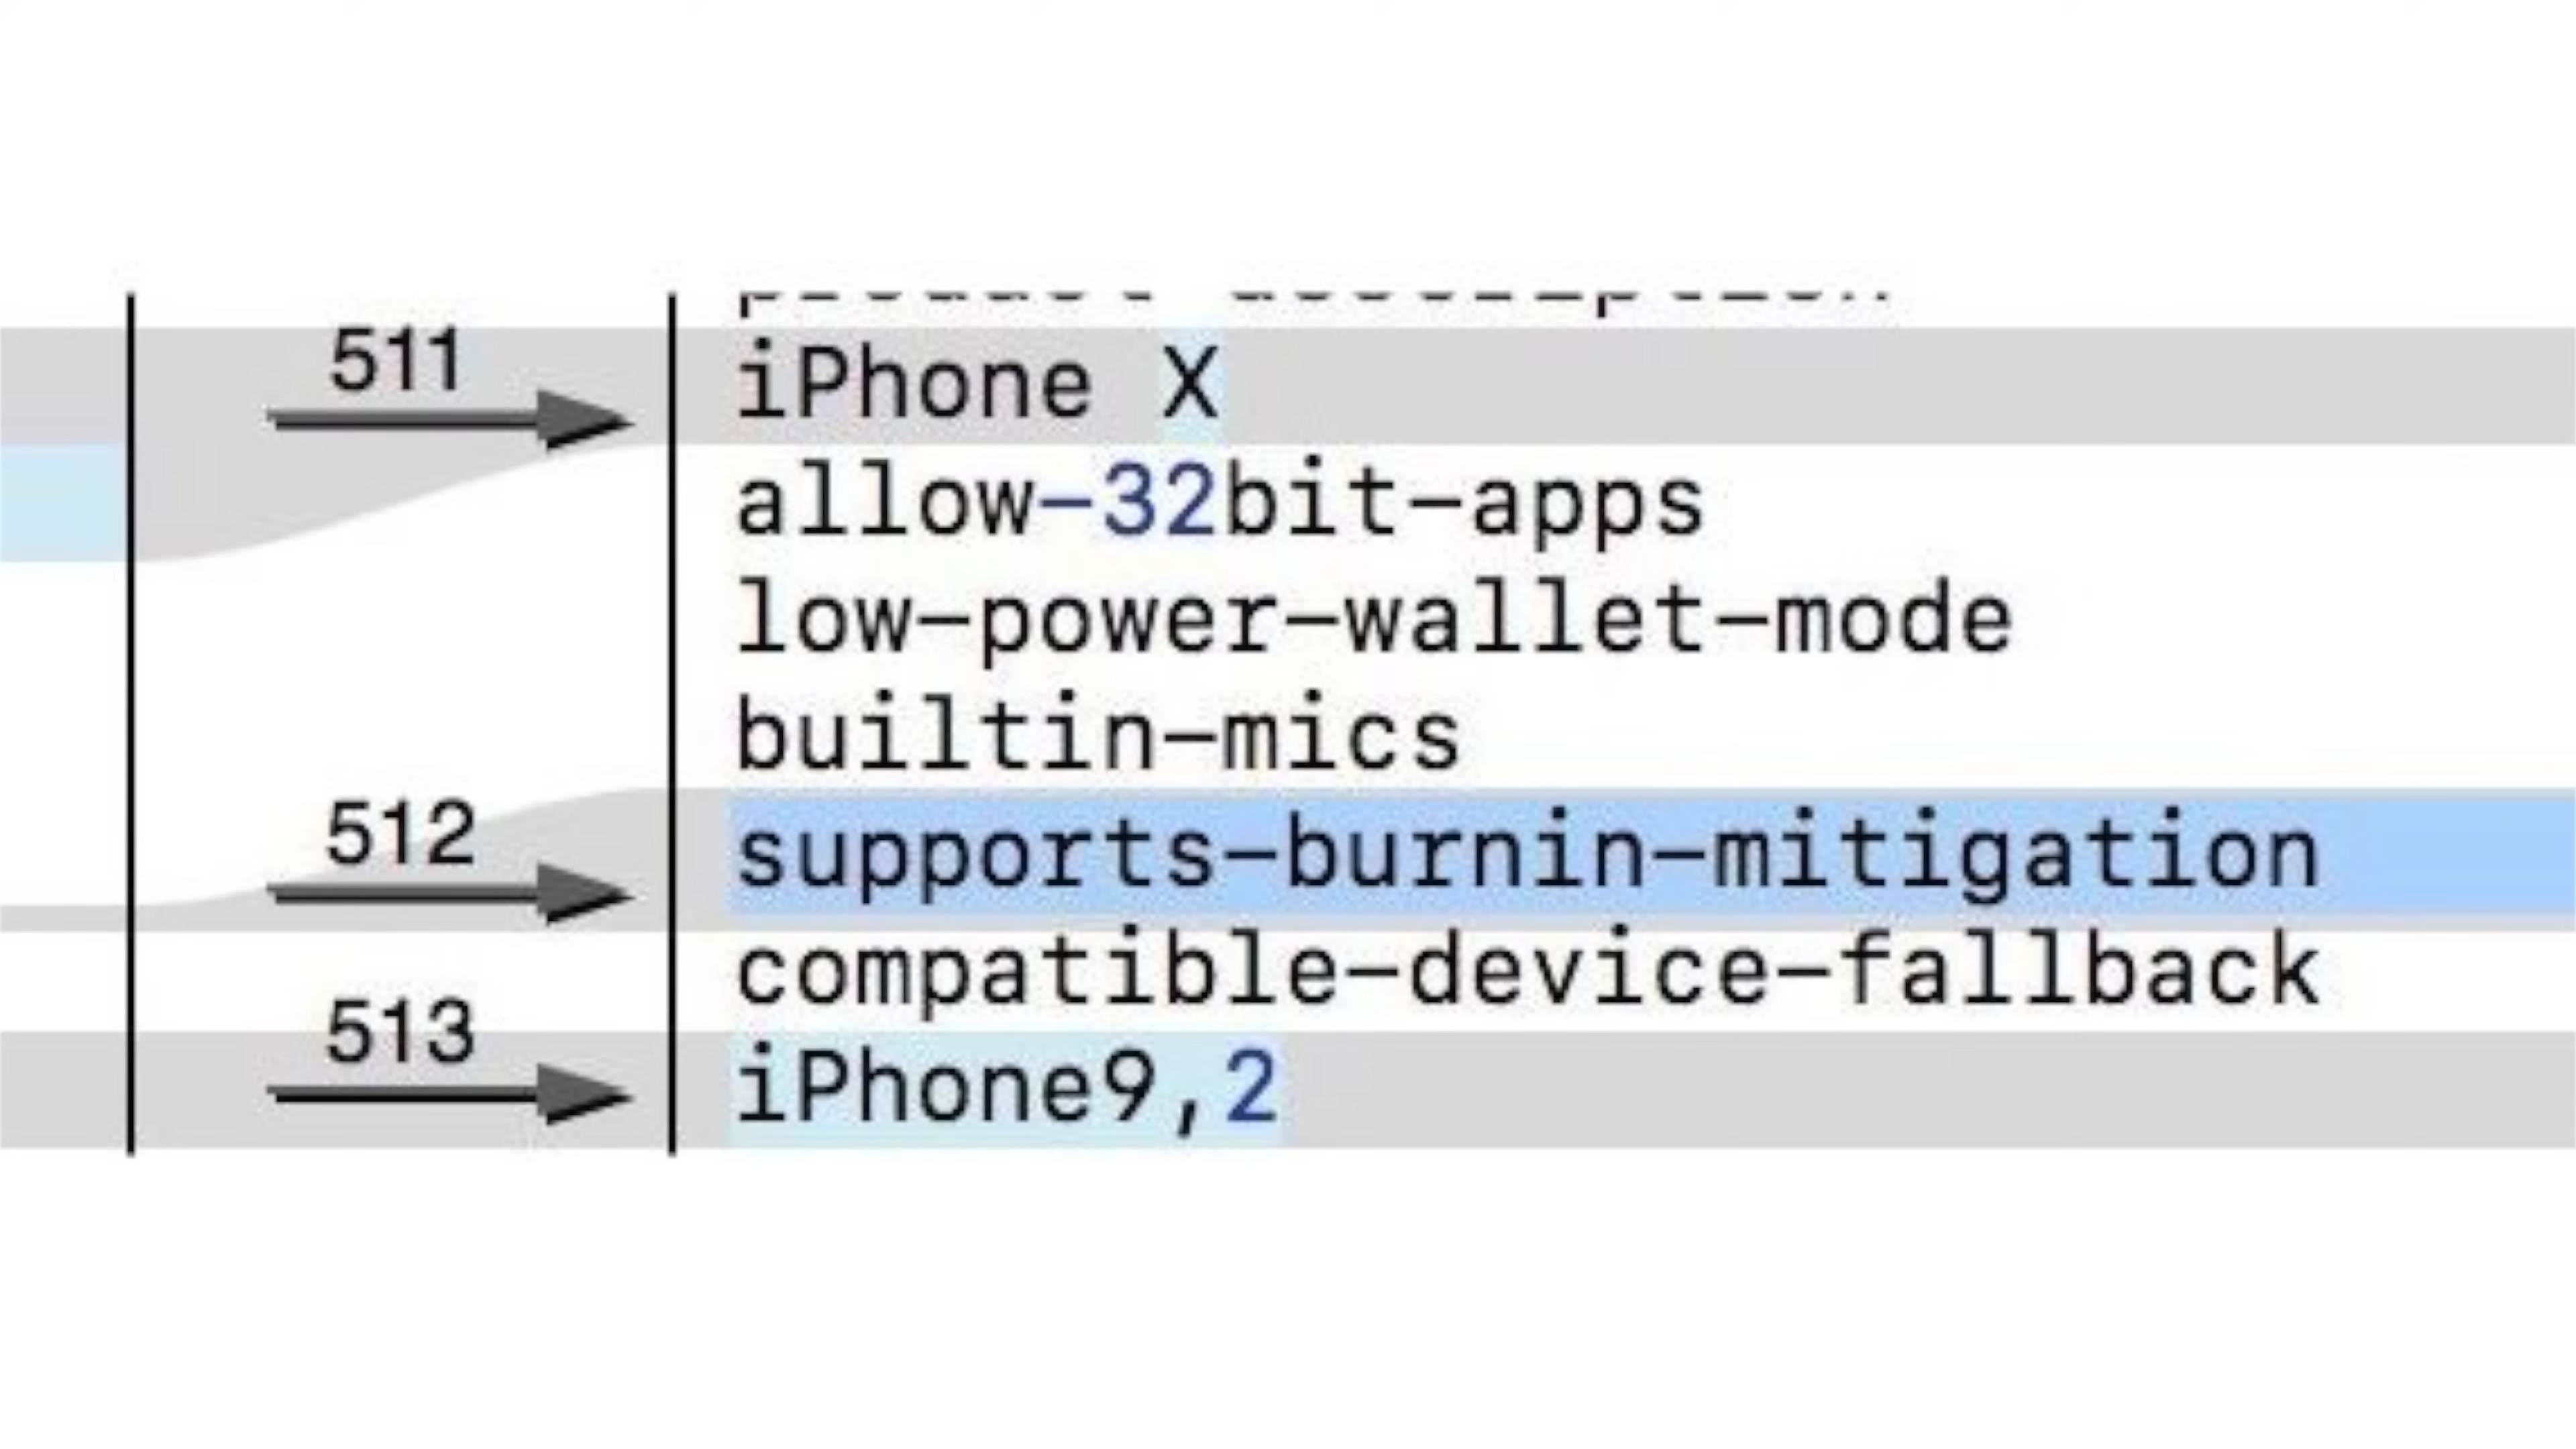 511
iPhone X
allow-32bit-apps
low-power-wallet-mode
builtin-mics
512
supports-burnin-mitigation
compatible-device-fallback
513
iPhone9,2